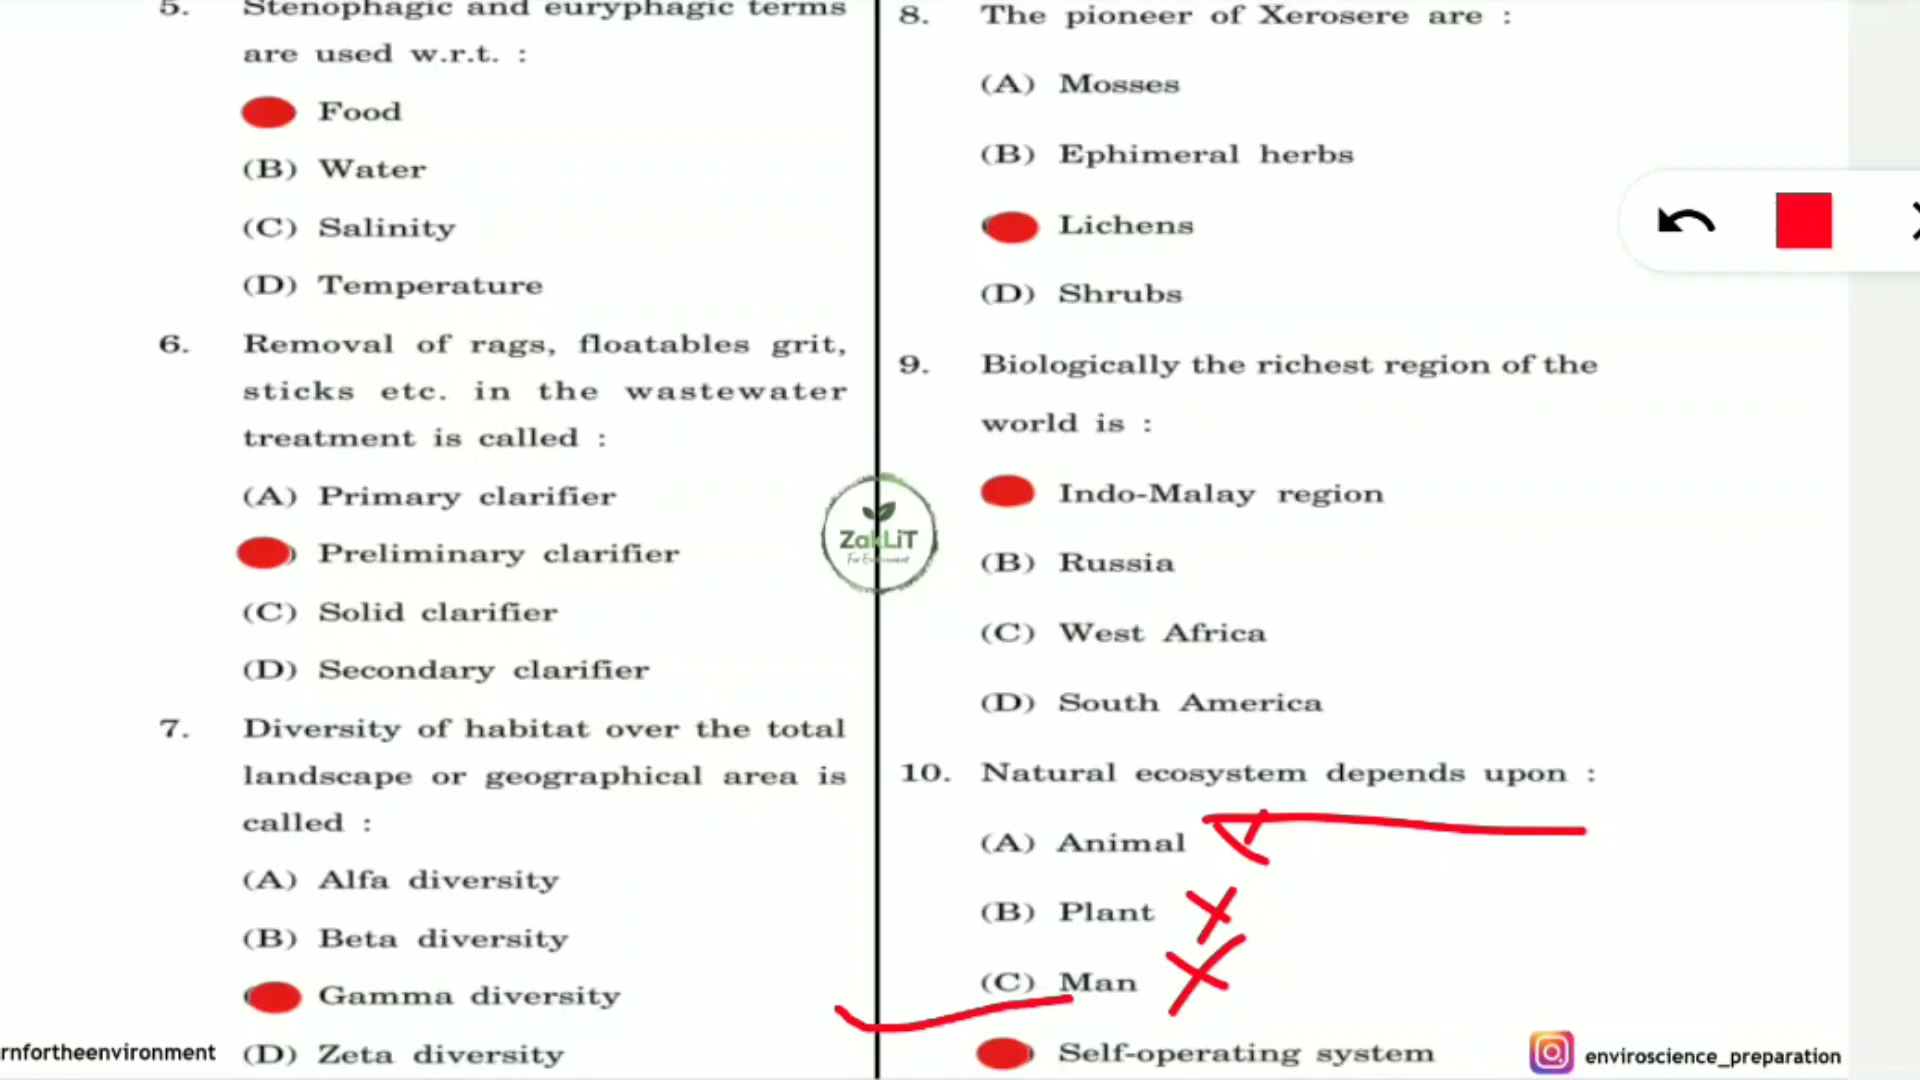 5. Stenophagic and euryphagic terms
are used w.r.t. :
Food
(B) Water
(C) Salinity
(D) Temperature
6. Removal of rags, floatables grit,
sticks etc. in the wastewater
treatment is called :
(A) Primary clarifier
Preliminary clarifier
(C) Solid clarifier
(D) Secondary clarifier
7. Diversity of habitat over the total
landscape or geographical area is
called :
(A) Alfa diversity
(B) Beta diversity
Gamma diversity
(D) Zeta diversity
8. The pioneer of Xerosere are :
(A) Mosses
(B) Ephimeral herbs
Lichens
(D) Shrubs
9. Biologically the richest region of the
world is :
Indo-Malay region
(B) Russia
(C) West Africa
(D) South America
10. Natural ecosystem depends upon :
(A) Animal
(B) Plant
(C) Man
Self-operating system
ZakLiT
For Environment
rnfortheenvironment
enviroscience_preparation